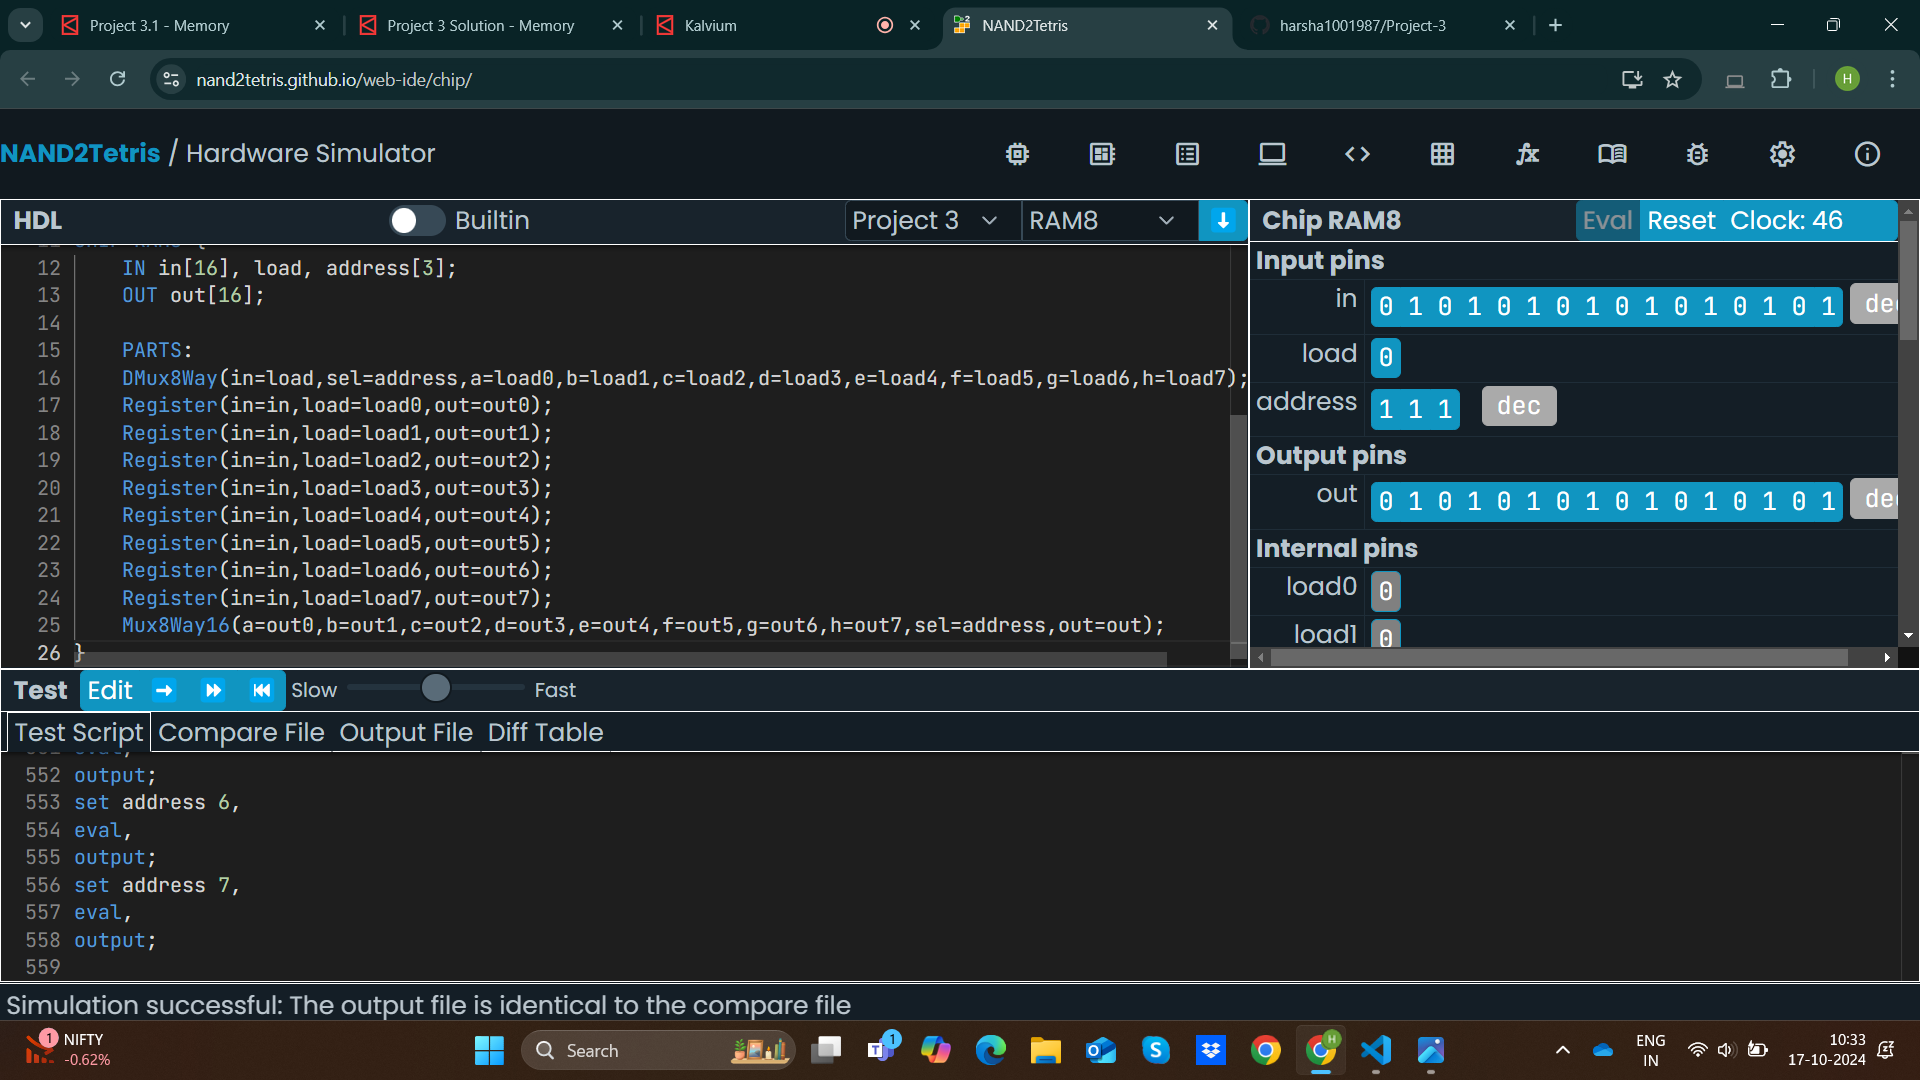 Project 3.1 - Memory
Project 3 Solution - Memory
Kalvium
NAND2Tetris
harsha1001987/Project-3
nand2tetris.github.io/web-ide/chip/
H
NAND2Tetris / Hardware Simulator
HDL
Builtin
Project 3
RAM8
12 IN in[16], load, address[3];
13 OUT out[16];
14
15 PARTS:
16 DMux8Way(in=load,sel=address,a=load0,b=load1,c=load2,d=load3,e=load4,f=load5,g=load6,h=load7);
17 Register(in=in,load=load0,out=out0);
18 Register(in=in,load=load1,out=out1);
19 Register(in=in,load=load2,out=out2);
20 Register(in=in,load=load3,out=out3);
21 Register(in=in,load=load4,out=out4);
22 Register(in=in,load=load5,out=out5);
23 Register(in=in,load=load6,out=out6);
24 Register(in=in,load=load7,out=out7);
25 Mux8Way16(a=out0,b=out1,c=out2,d=out3,e=out4,f=out5,g=out6,h=out7,sel=address,out=out);
26 }
Chip RAM8
Eval Reset Clock: 46
Input pins
in 0 1 0 1 0 1 0 1 0 1 0 1 0 1 0 1 dec
load 0
address 1 1 1 dec
Output pins
out 0 1 0 1 0 1 0 1 0 1 0 1 0 1 0 1 dec
Internal pins
load0 0
load1 0
Test Edit Slow Fast
Test Script Compare File Output File Diff Table
552 output;
553 set address 6,
554 eval,
555 output;
556 set address 7,
557 eval,
558 output;
559
Simulation successful: The output file is identical to the compare file
1 NIFTY
-0.62%
Search
1
H
ENG
IN
10:33
17-10-2024